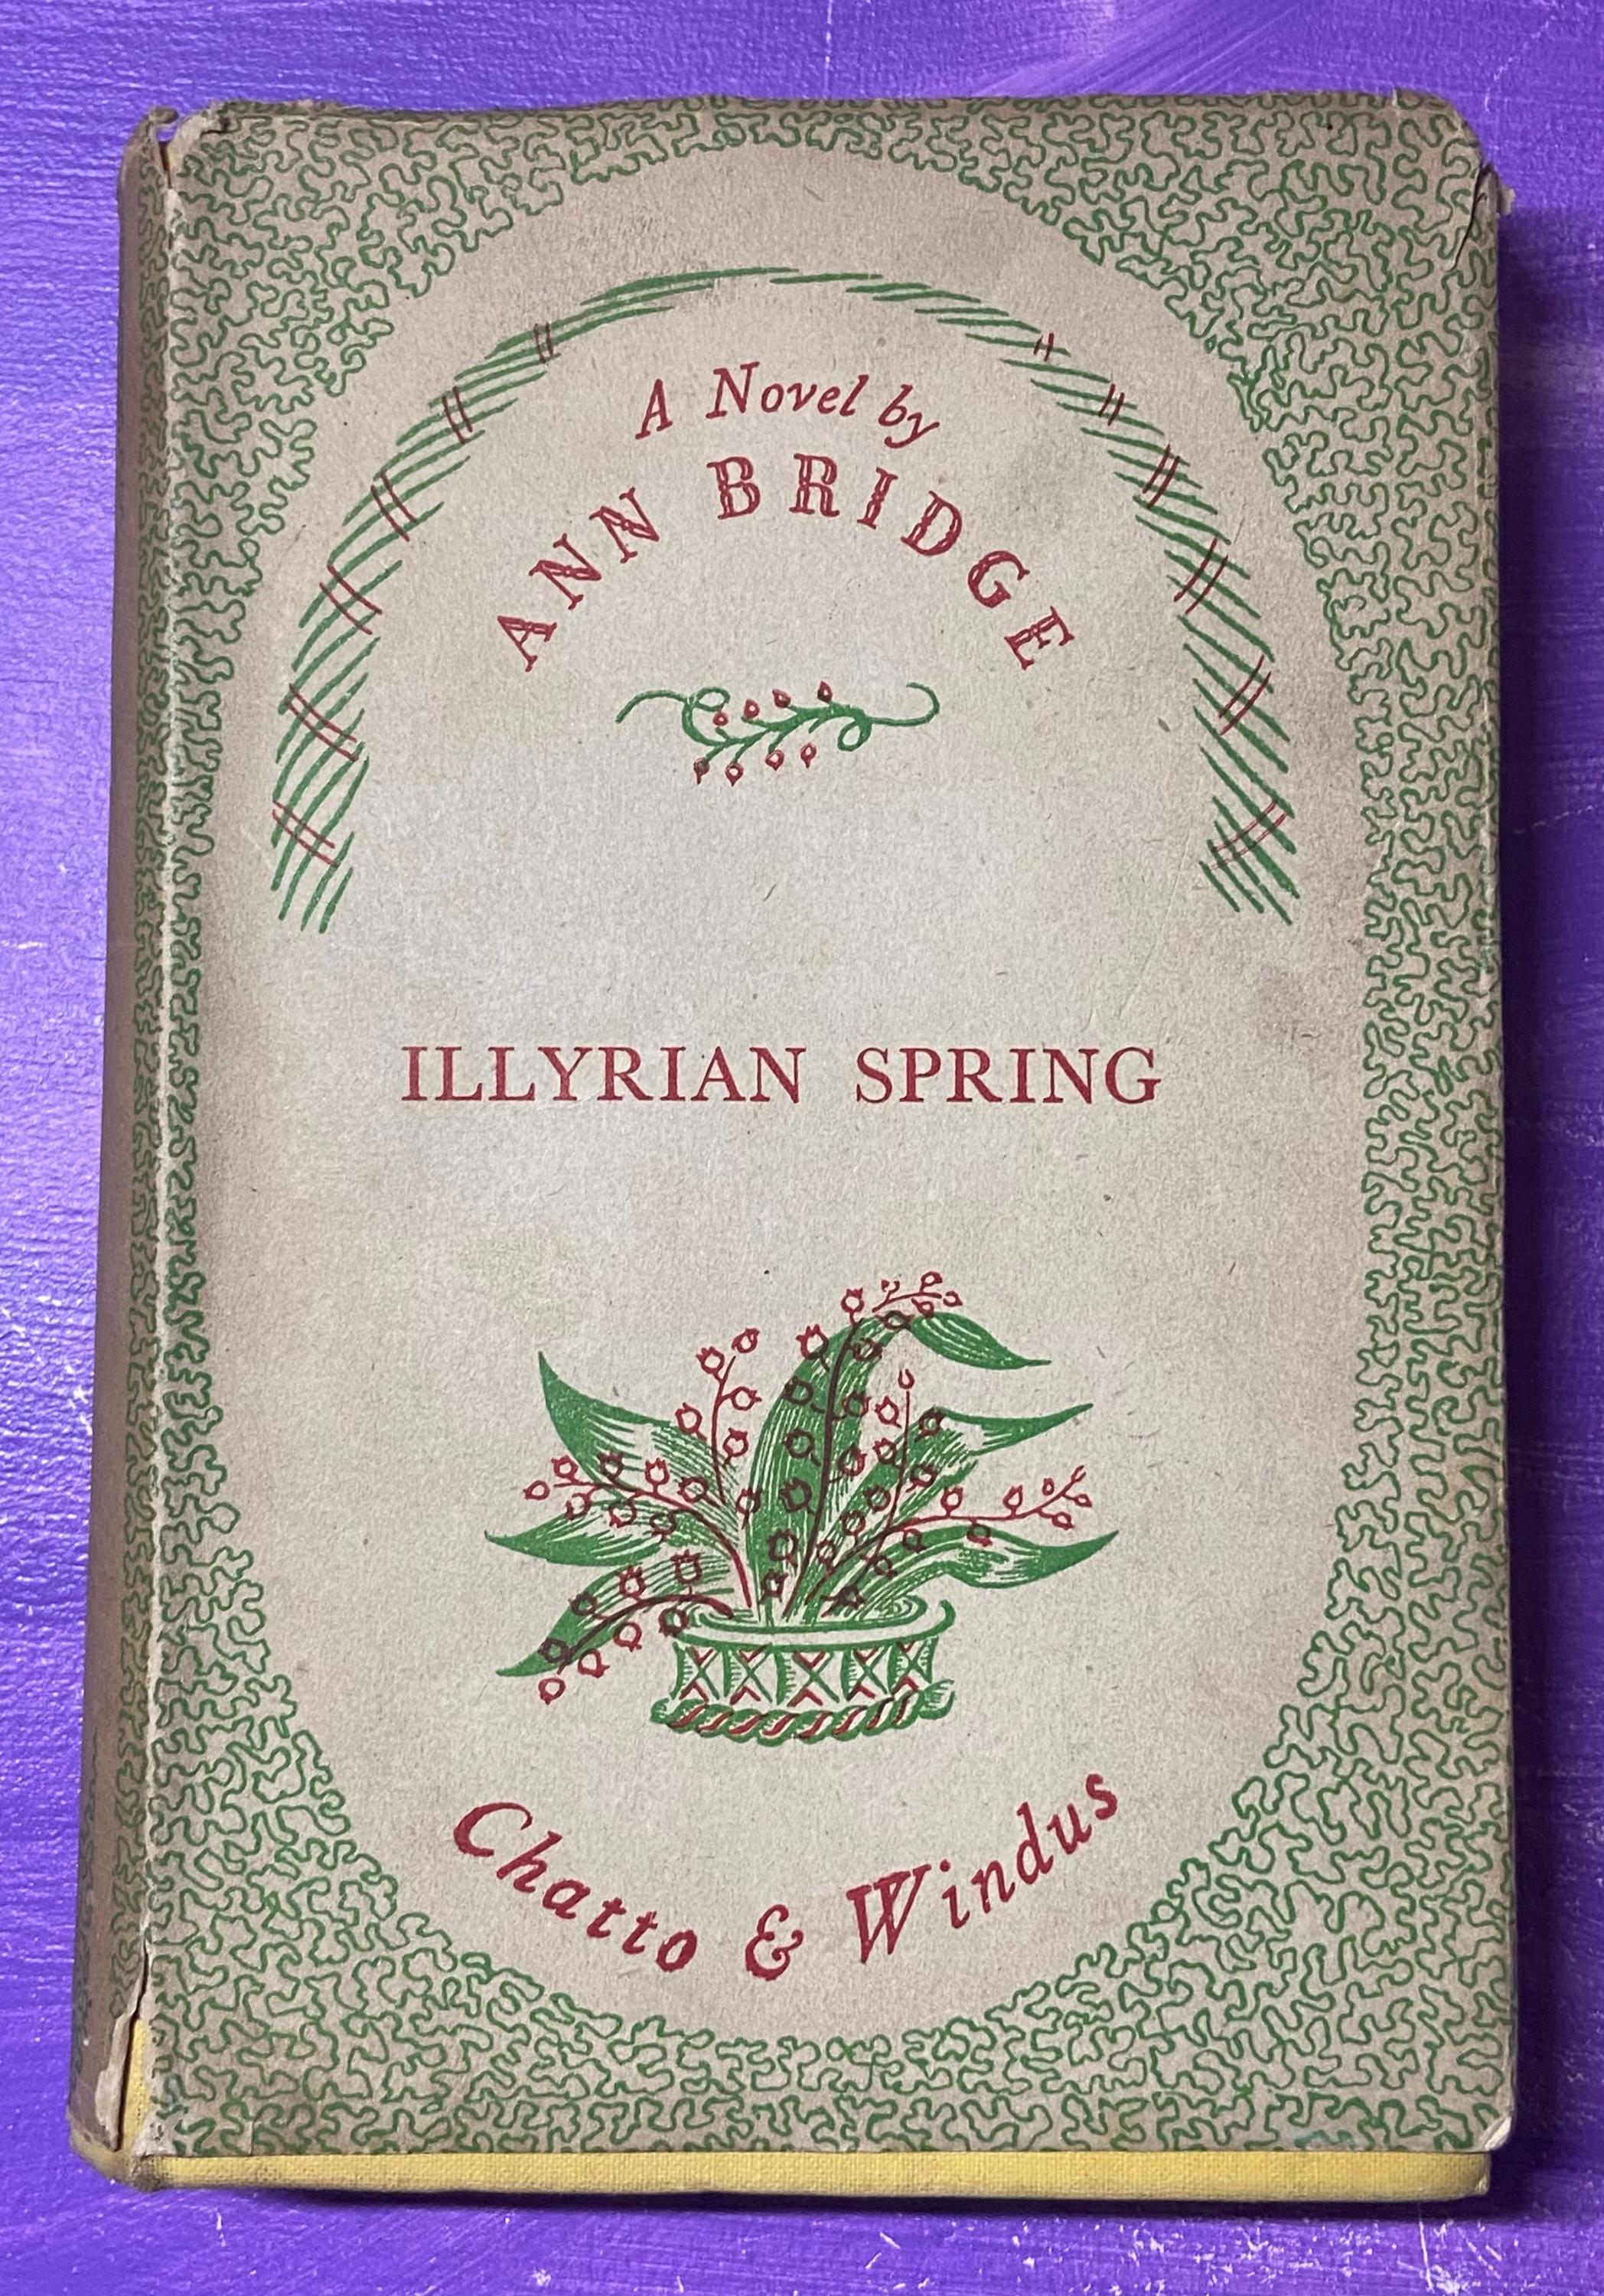 A Novel by
ANN BRIDGE
ILLYRIAN SPRING
Chatto & Windus